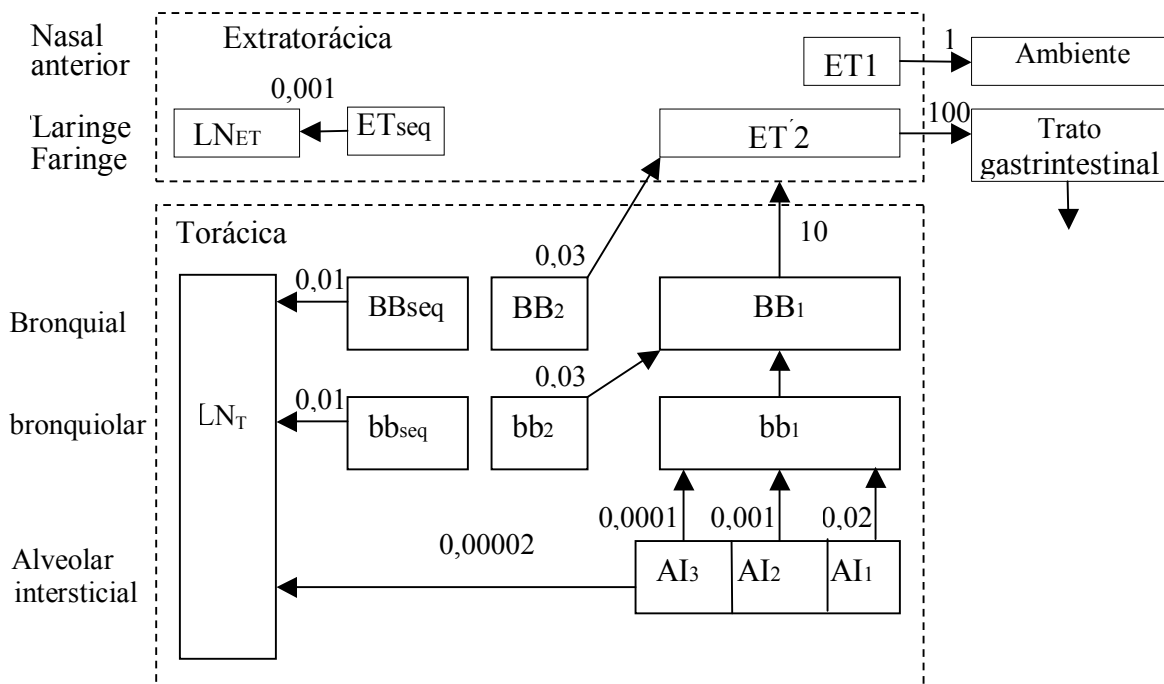 Nasal
anterior
Extratorácica
ET1
1
Ambiente
0,001
'Laringe
Faringe
LNET
ETseq
ET'2
100
Trato
gastrintestinal
Torácica
10
0,03
0,01
Bronquial
BBseq
BB2
BB1
0,03
0,01
bronquiolar
LNT
bbseq
bb2
bb1
0,0001
0,001
0,02
0,00002
Alveolar
intersticial
AI3
AI2
AI1